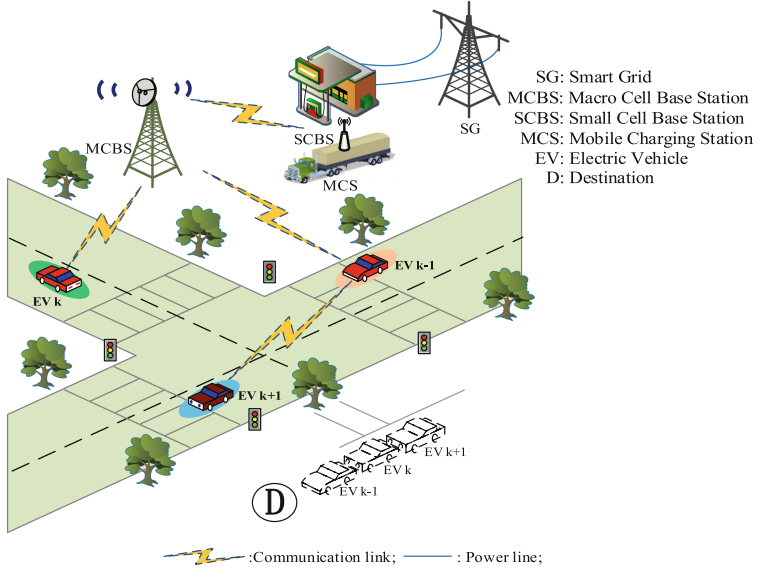 SG: Smart Grid
MCBS: Macro Cell Base Station
SCBS: Small Cell Base Station
MCS: Mobile Charging Station
EV: Electric Vehicle
D: Destination
SG
SCBS
MCBS
MCS
EV k-1
EV k
EV k+1
EV k+1
EV k
EV k-1
D
:Communication link;
: Power line;